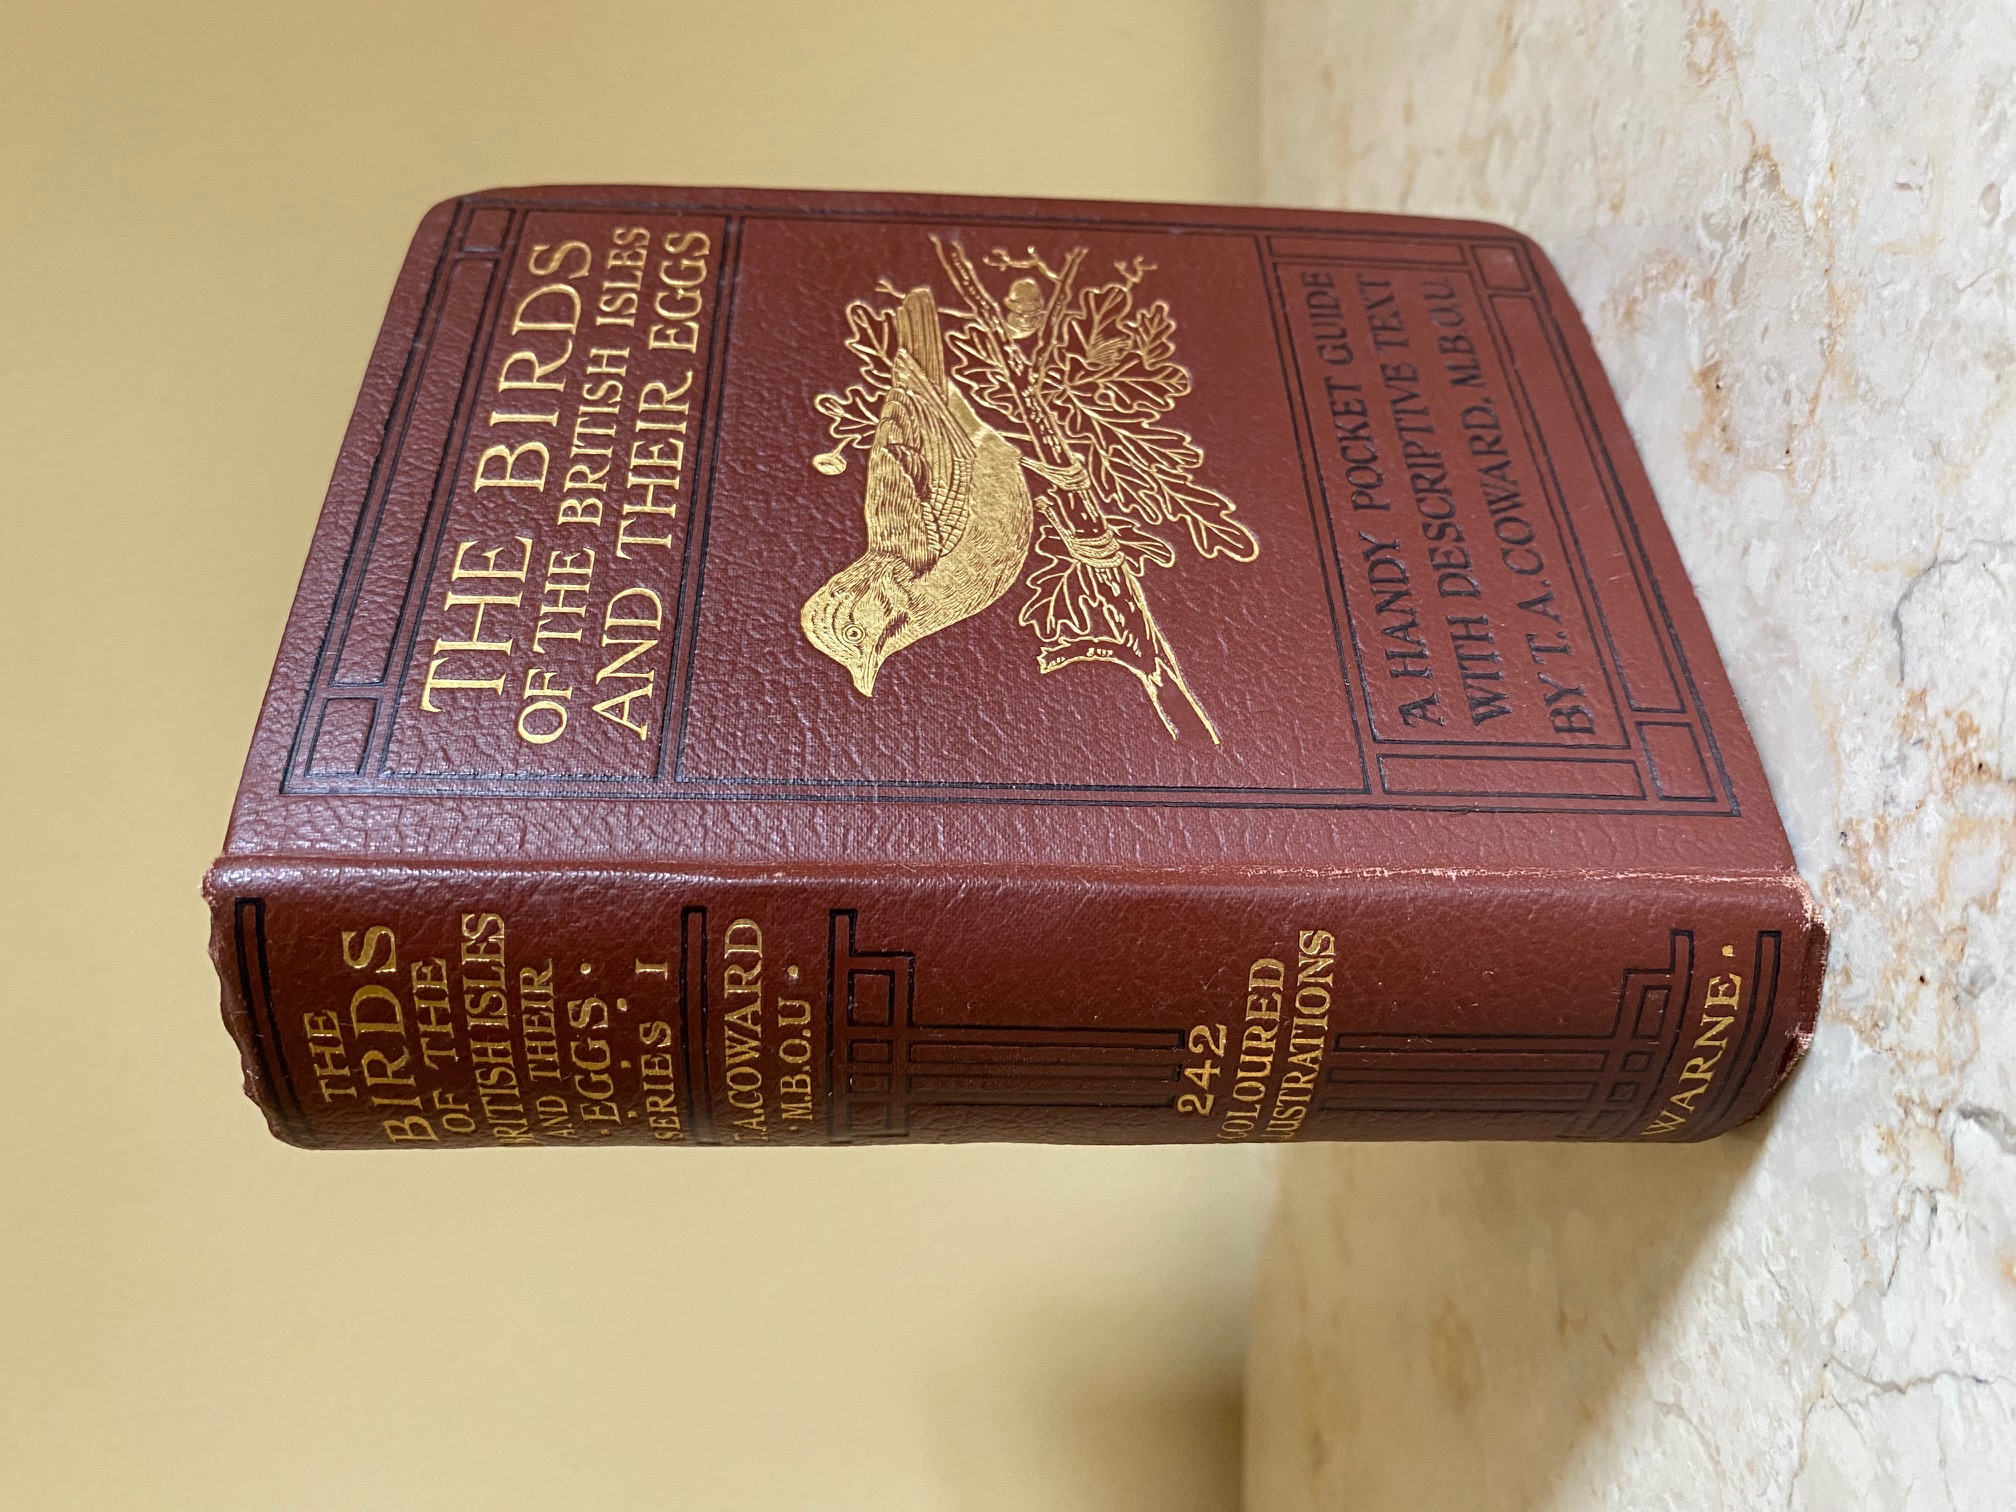 THE BIRDS
OF THE BRITISH ISLES
AND THEIR EGGS
A HANDY POCKET GUIDE
WITH DESCRIPTIVE TEXT
BY T. A. COWARD. M.B.O.U.
THE
BIRDS
OF THE
BRITISH ISLES
AND THEIR
·EGGS·
SERIES I
T.A.COWARD
·M.B.O.U·
242
COLOURED
ILLUSTRATIONS
WARNE.